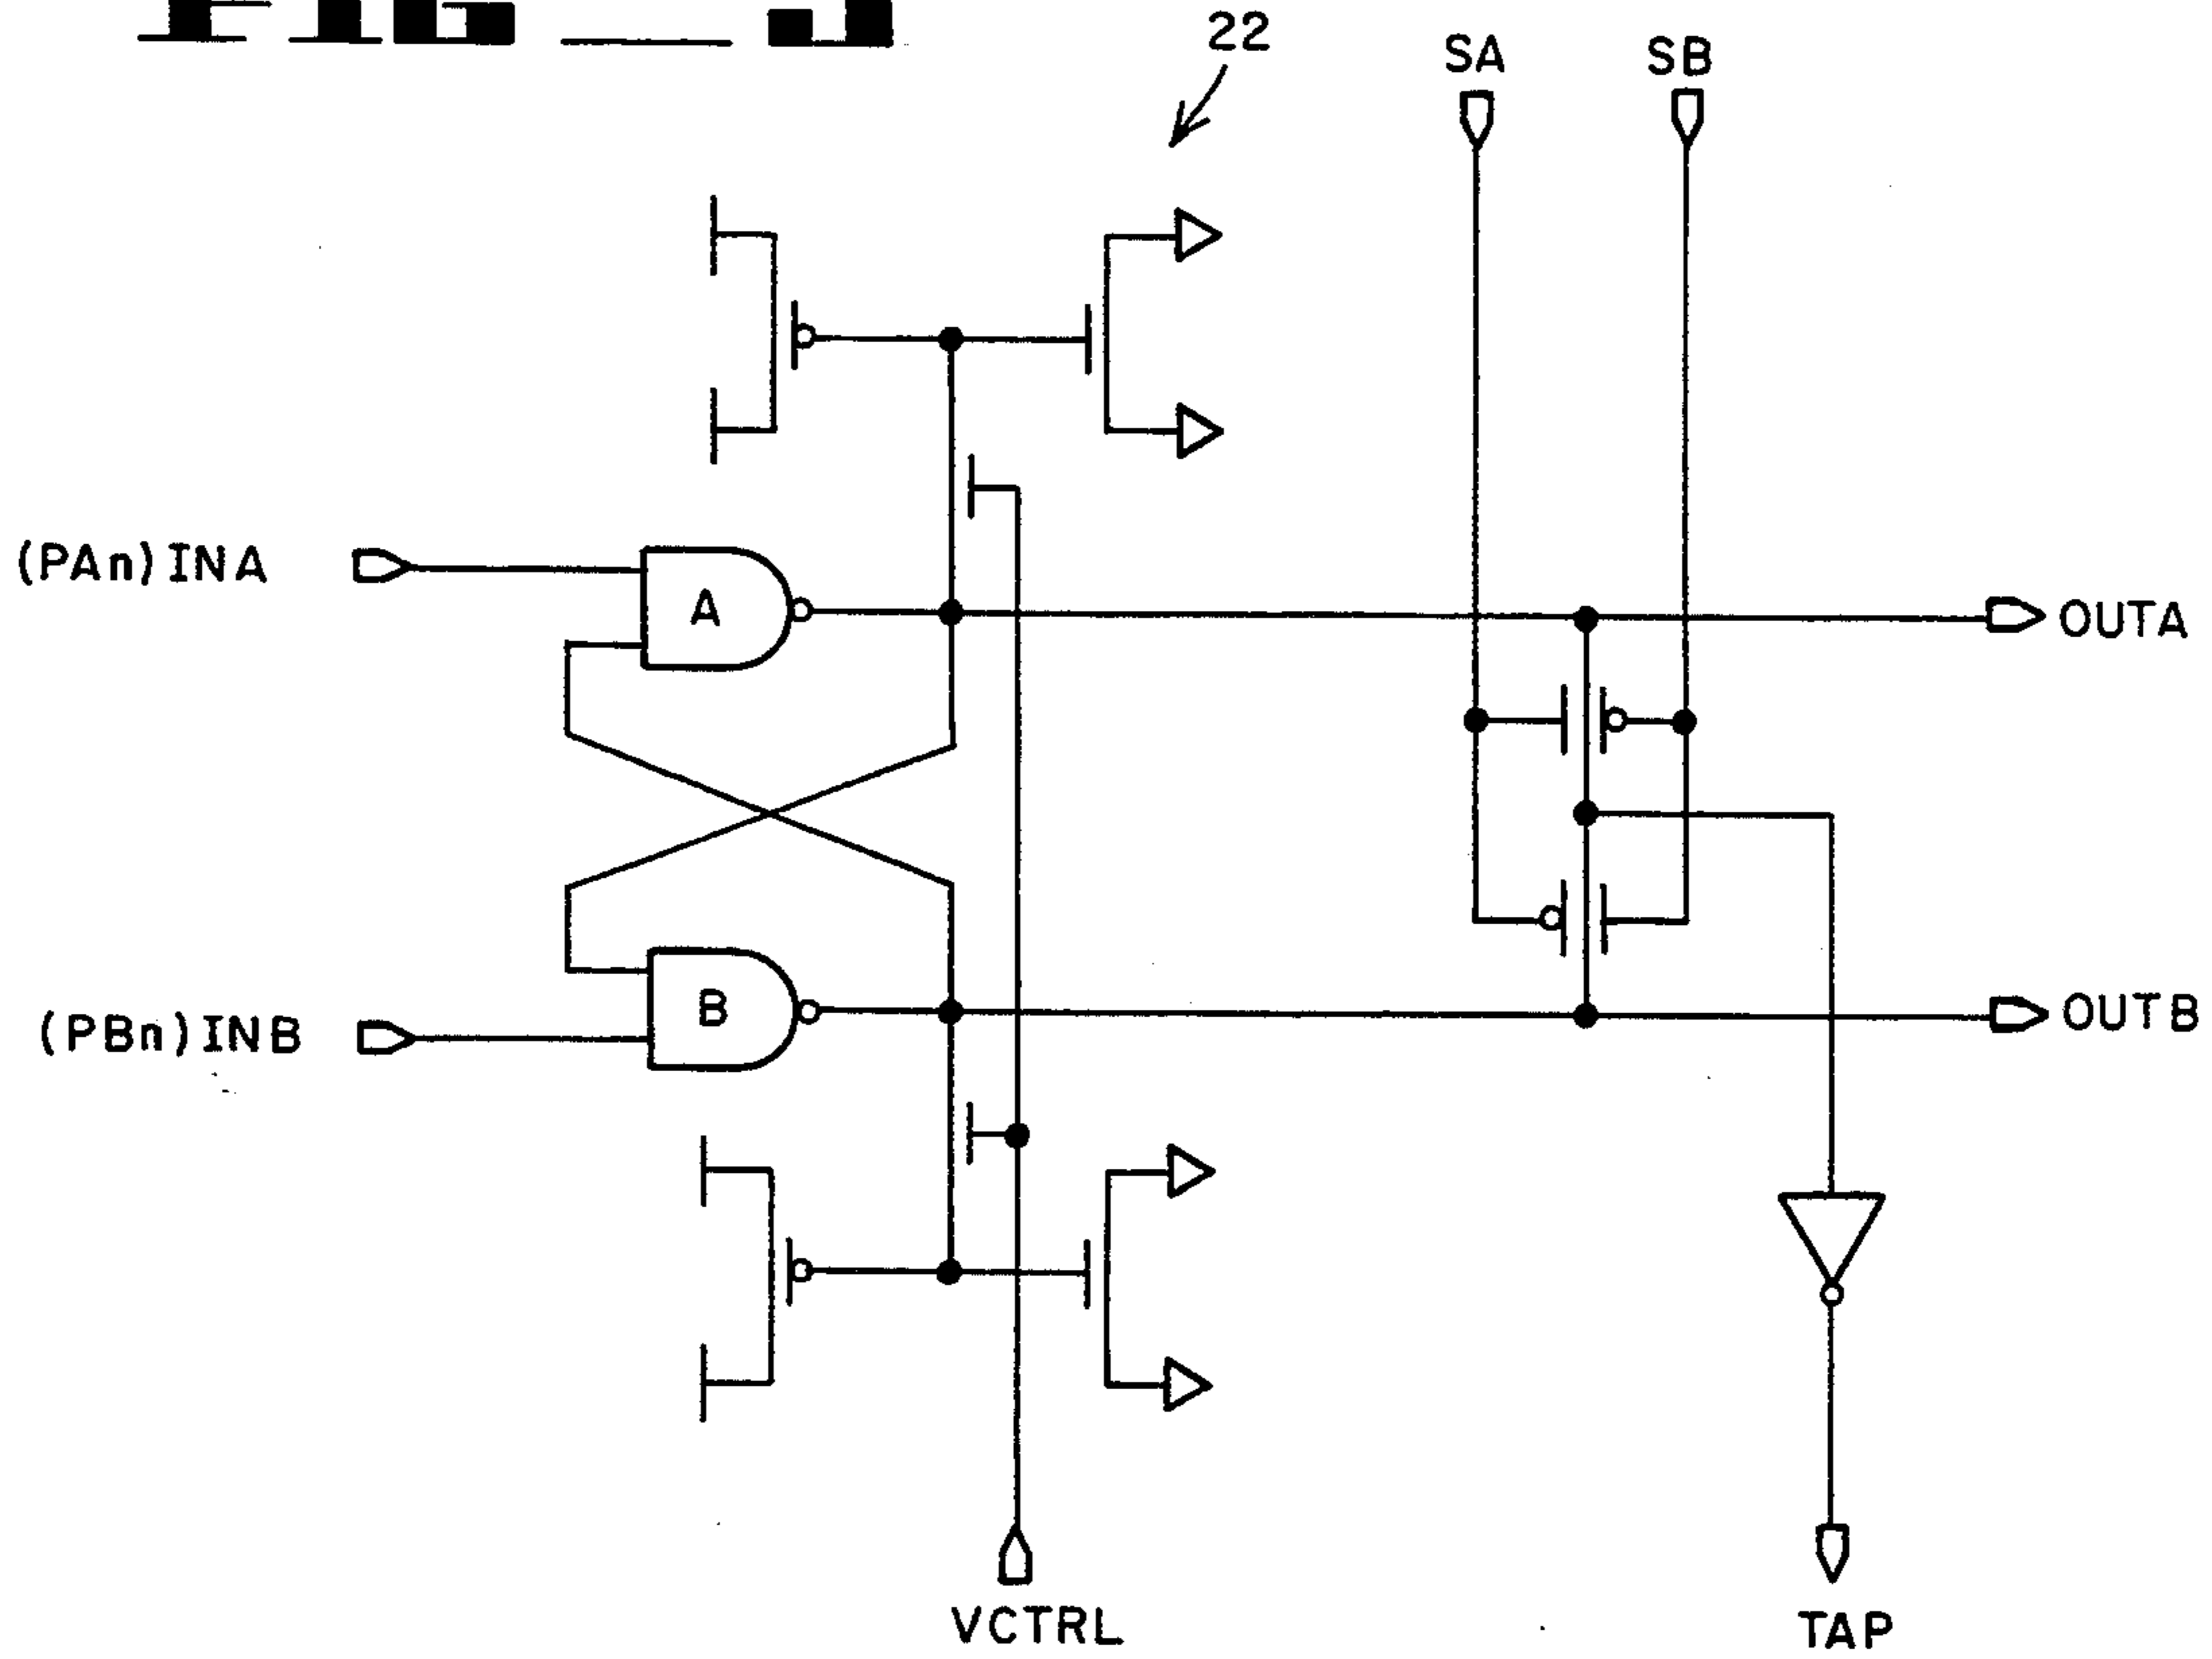 22
SA
SB
(PAn) INA
A
OUTA
B
(PBn) INB
OUTB
VCTRL
TAP